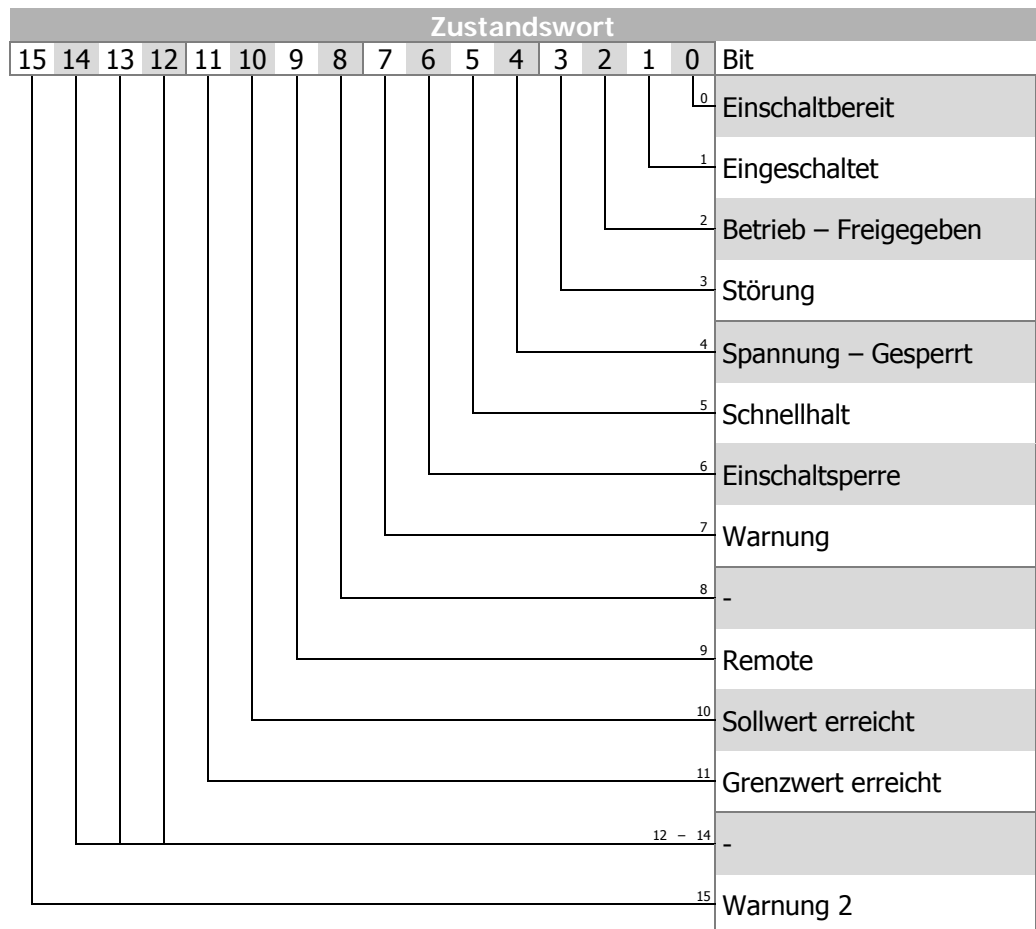 Zustandswort
15 14 13 12 11 10 9 8 7 6 5 4 3 2 1 0 Bit
0 Einschaltbereit
1 Eingeschaltet
2 Betrieb – Freigegeben
3 Störung
4 Spannung – Gesperrt
5 Schnellhalt
6 Einschaltsperre
7 Warnung
8 -
9 Remote
10 Sollwert erreicht
11 Grenzwert erreicht
12 – 14 -
15 Warnung 2